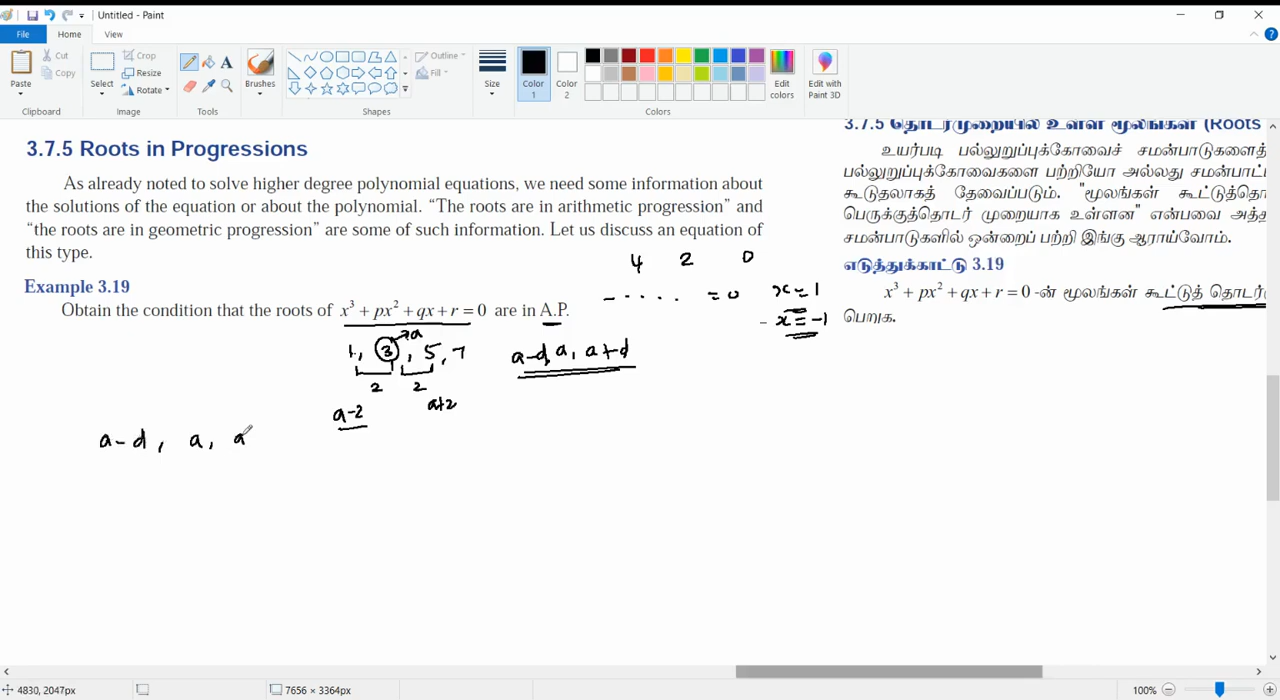 Untitled - Paint
File
Home
View
Paste
Cut
Copy
Clipboard
Select
Crop
Resize
Rotate
Image
Tools
Brushes
Shapes
Outline
Fill
Size
Color 1
Color 2
Edit colors
Edit with Paint 3D
Colors
3.7.5 Roots in Progressions
As already noted to solve higher degree polynomial equations, we need some information about
the solutions of the equation or about the polynomial. “The roots are in arithmetic progression” and
“the roots are in geometric progression” are some of such information. Let us discuss an equation of
this type.
4 2 0
Example 3.19
- . . . . = 0 x = 1
Obtain the condition that the roots of x³ + px² + qx + r = 0 are in A.P.
- x = -1
→a
1, 3, 5, 7 a-d, a, a+d
2 2
a-2 a+2
a-d, a, a
3.7.5 தொடர்முறையில் உள்ள மூலங்கள் (Roots
உயர்படி பல்லுறுப்புக்கோவைச் சமன்பாடுகளைத்
பல்லுறுப்புக்கோவைகளை பற்றியோ அல்லது சமன்பாட்
கூடுதலாகத் தேவைப்படும். "மூலங்கள் கூட்டுத்தொ
பெருக்குத்தொடர் முறையாக உள்ளன" என்பவை அத்
சமன்பாடுகளில் ஒன்றைப் பற்றி இங்கு ஆராய்வோம்.
எடுத்துக்காட்டு 3.19
x³ + px² + qx + r = 0 -ன் மூலங்கள் கூட்டுத் தொடர்
பெறுக.
4830, 2047px
7656 × 3364px
100%